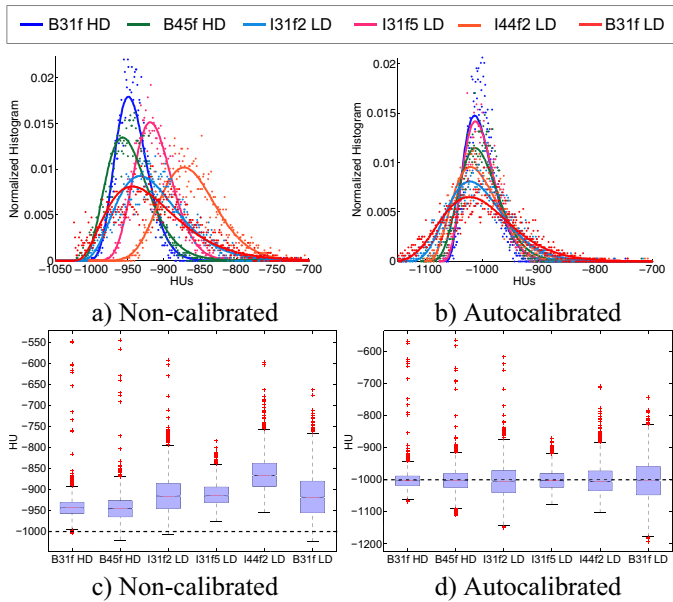 B31f HD B45f HD I31f2 LD I31f5 LD I44f2 LD B31f LD
0.02
0.015
0.01
0.005
0
Normalized Histogram
−1050 −1000 −950 −900 −850 −800 −750 −700
HUs
a) Non-calibrated
0.02
0.015
0.01
0.005
0
Normalized Histogram
−1100 −1000 −900 −800 −700
HUs
b) Autocalibrated
−550
−600
−650
−700
−750
−800
−850
−900
−950
−1000
HU
B31f HD B45f HD I31f2 LD I31f5 LD I44f2 LD B31f LD
c) Non-calibrated
−600
−700
−800
−900
−1000
−1100
−1200
HU
B31f HD B45f HD I31f2 LD I31f5 LD I44f2 LD B31f LD
d) Autocalibrated